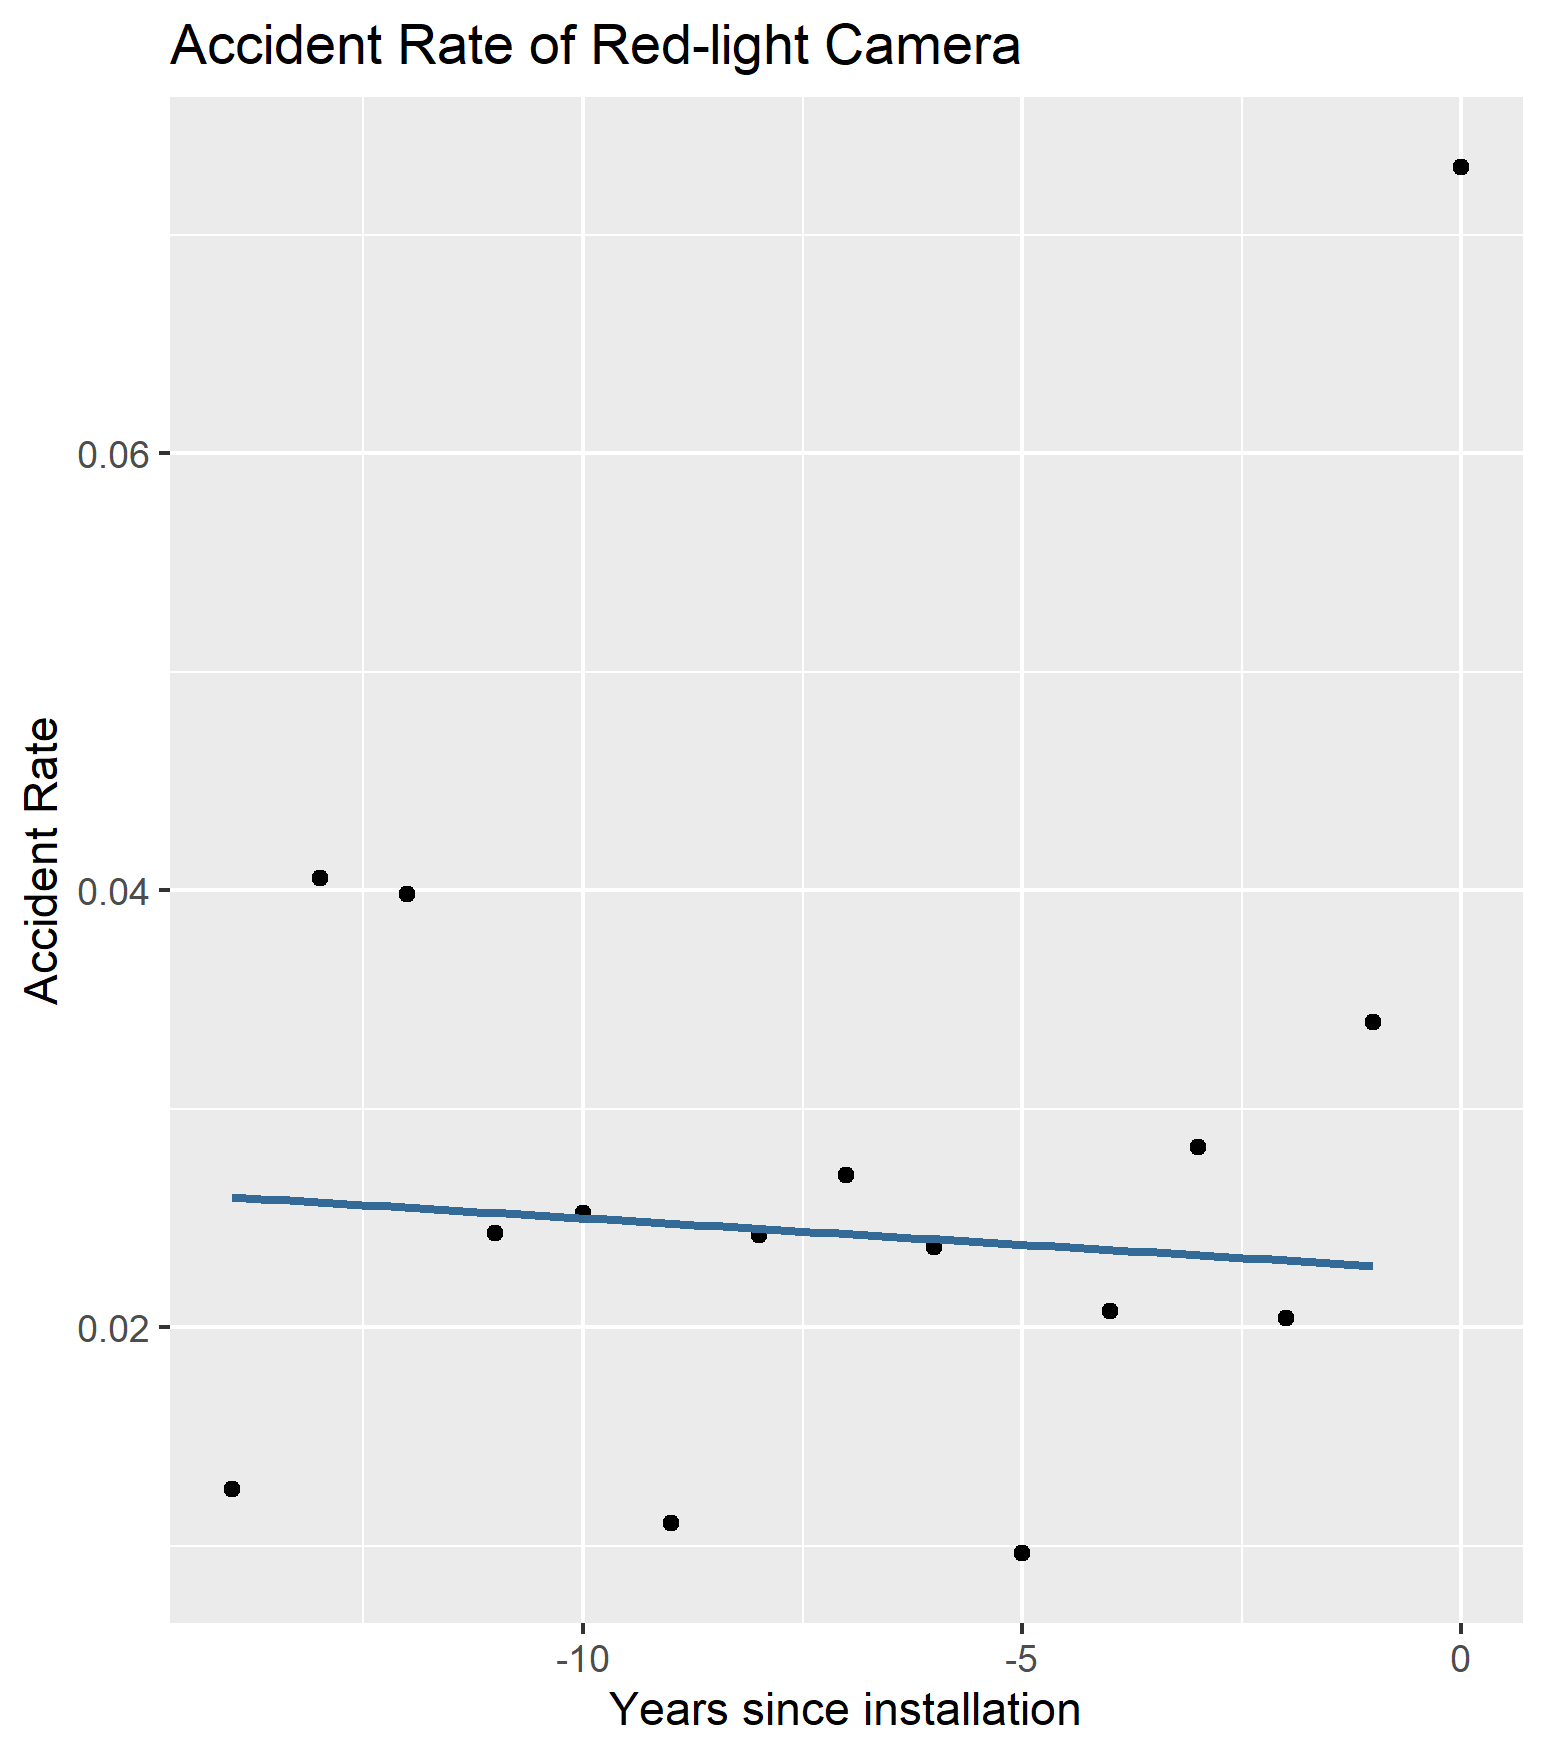 Accident Rate of Red-light Camera
0.06
0.04
0.02
Accident Rate
-10
-5
0
Years since installation